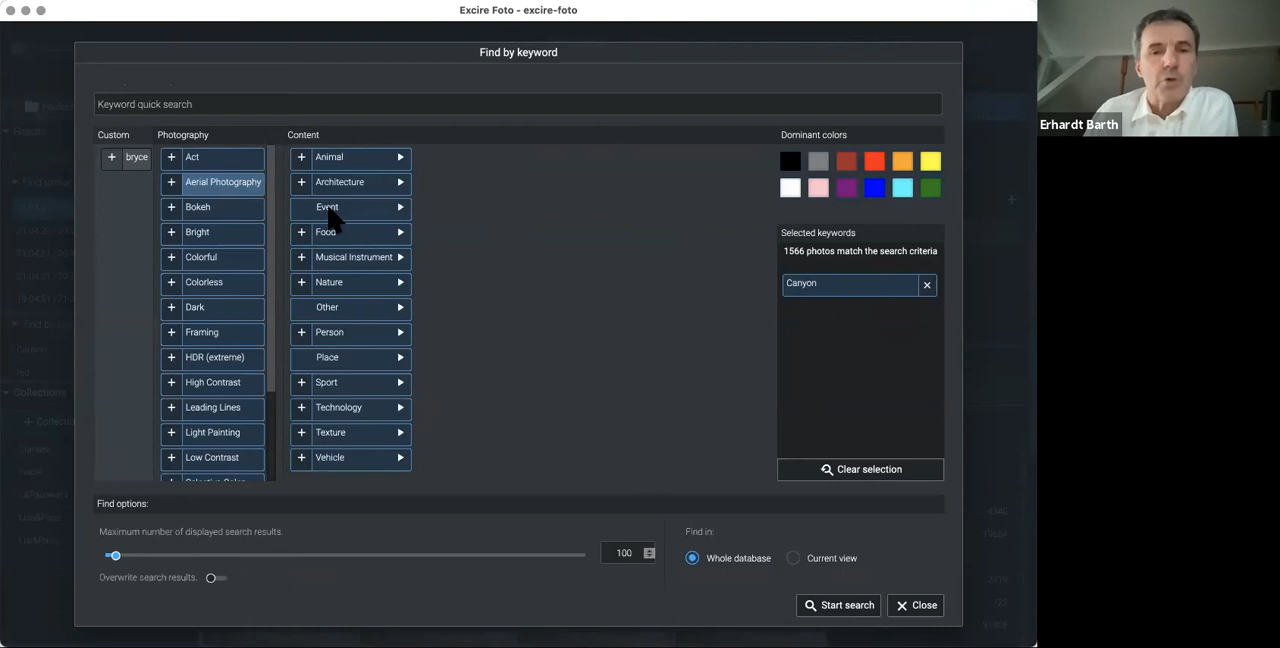 Excire Foto - excire-foto
Find by keyword
Keyword quick search
Custom
Photography
Content
Dominant colors
+ bryce
+ Act
+ Aerial Photography
+ Bokeh
+ Bright
+ Colorful
+ Colorless
+ Dark
+ Framing
+ HDR (extreme)
+ High Contrast
+ Leading Lines
+ Light Painting
+ Low Contrast
+ Animal
+ Architecture
Event
+ Food
+ Musical Instrument
+ Nature
Other
+ Person
Place
+ Sport
+ Technology
+ Texture
+ Vehicle
Selected keywords
1566 photos match the search criteria
Canyon
Clear selection
Find options:
Maximum number of displayed search results.
100
Overwrite search results.
Find in:
Whole database
Current view
Start search
Close
Collections
Erhardt Barth